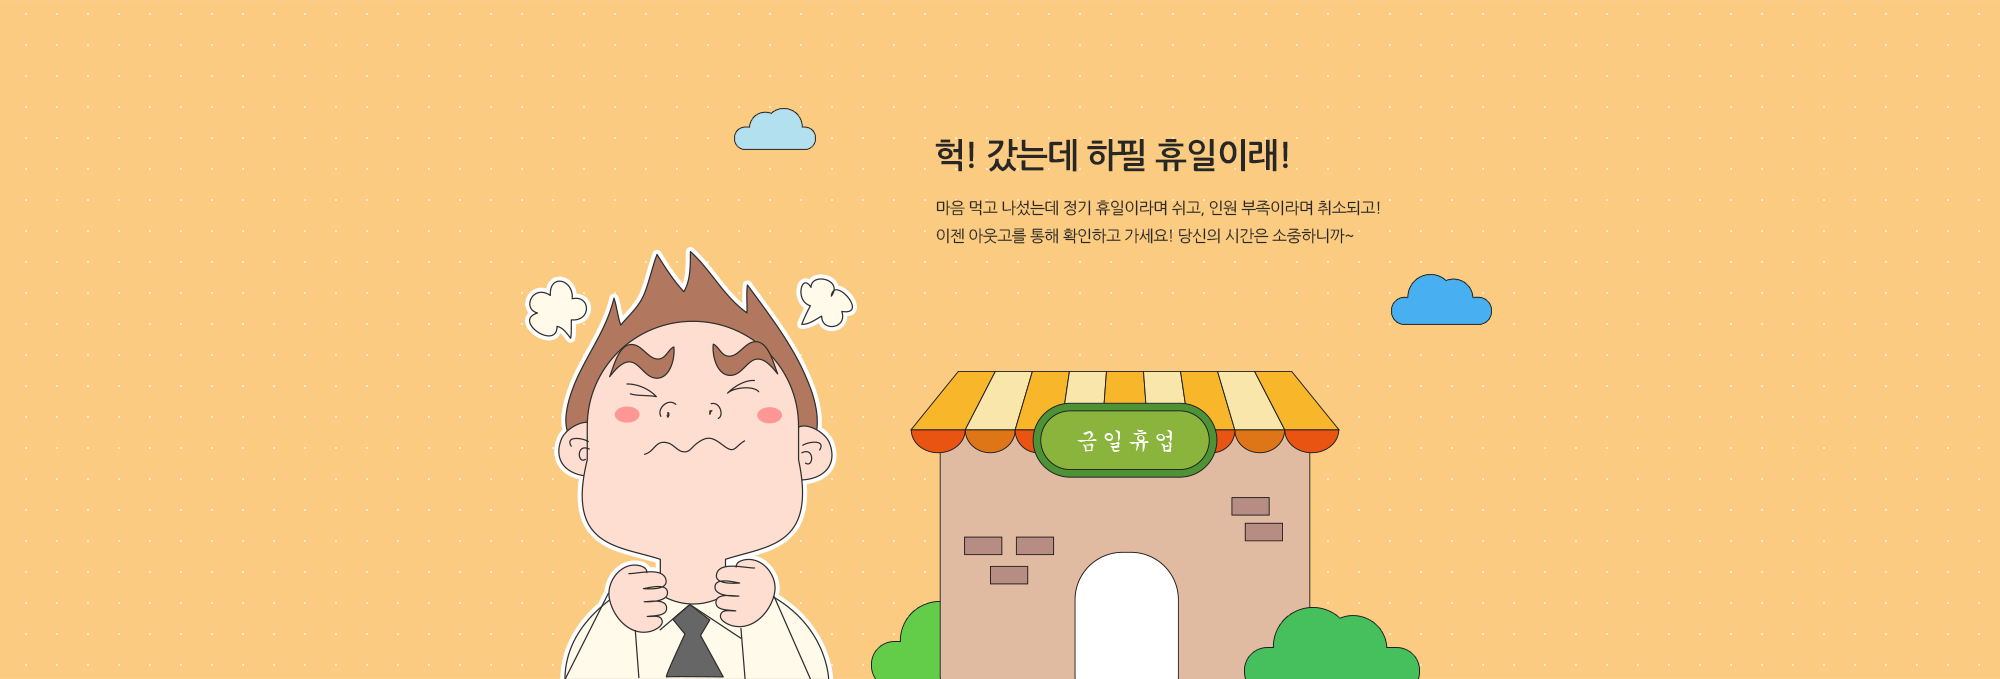 헉! 갔는데 하필 휴일이래!
마음 먹고 나섰는데 정기 휴일이라며 쉬고, 인원 부족이라며 취소되고!
이젠 아웃고를 통해 확인하고 가세요! 당신의 시간은 소중하니까~
금일휴업